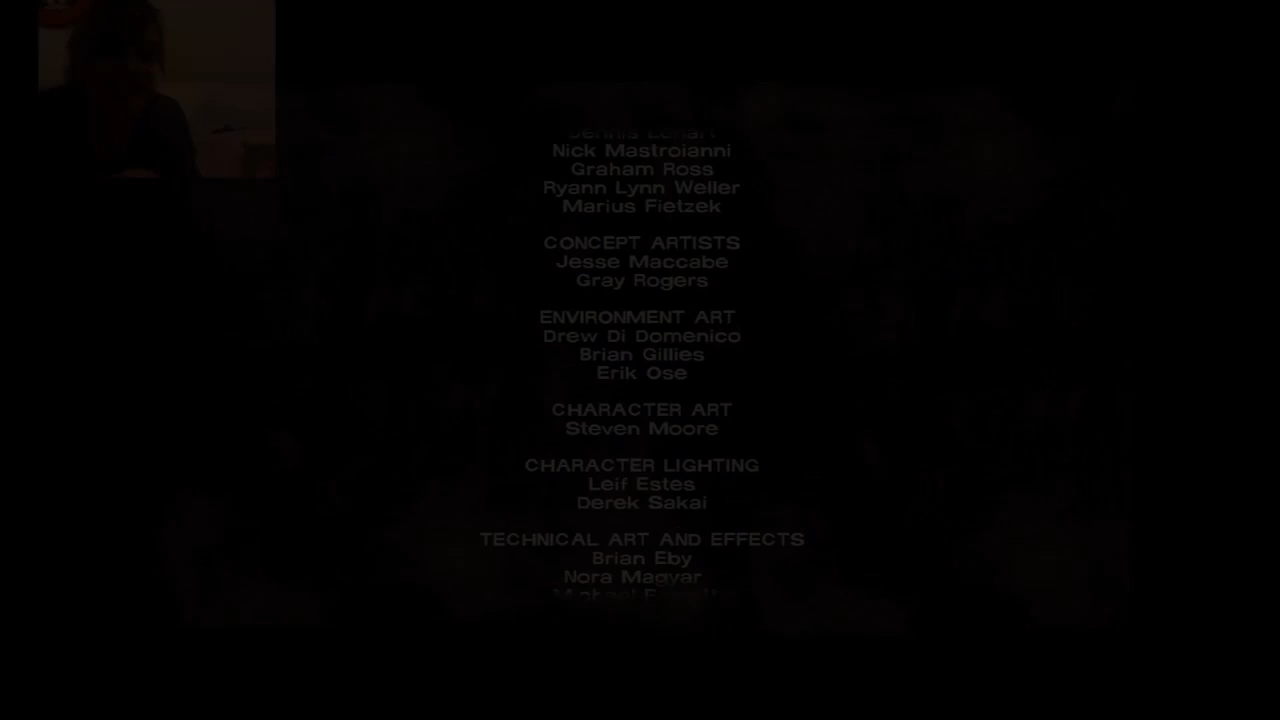 Nick Mastroianni
Graham Ross
Ryann Lynn Weller
Marius Fietzek
CONCEPT ARTISTS
Jesse Maccabe
Gray Rogers
ENVIRONMENT ART
Drew Di Domenico
Brian Gillies
Erik Ose
CHARACTER ART
Steven Moore
CHARACTER LIGHTING
Leif Estes
Derek Sakai
TECHNICAL ART AND EFFECTS
Brian Eby
Nora Magyar
Michael